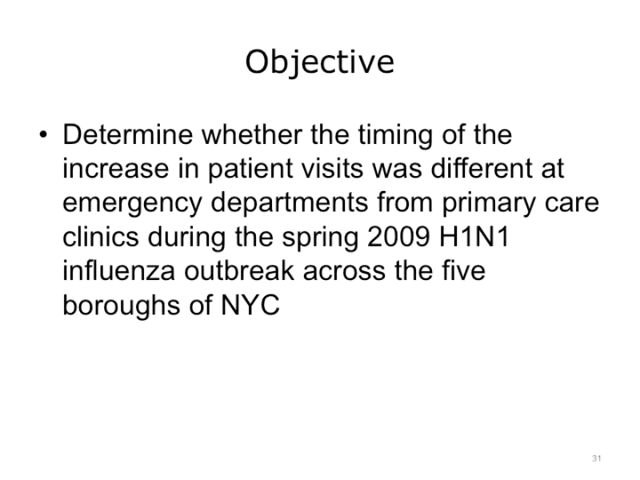 Objective
• Determine whether the timing of the
increase in patient visits was different at
emergency departments from primary care
clinics during the spring 2009 H1N1
influenza outbreak across the five
boroughs of NYC
31